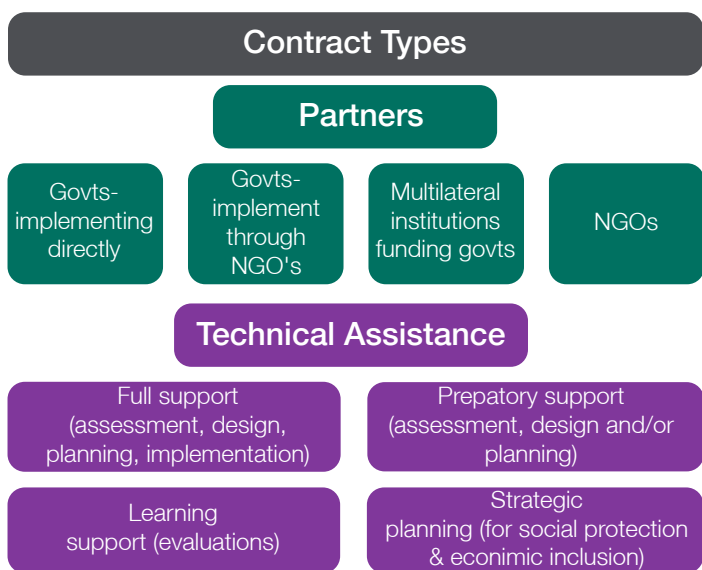 Contract Types
Partners
Govts-
implementing
directly
Govts-
implement
through
NGO's
Multilateral
institutions
funding govts
NGOs
Technical Assistance
Full support
(assessment, design,
planning, implementation)
Prepatory support
(assessment, design and/or
planning)
Learning
support (evaluations)
Strategic
planning (for social protection
& econimic inclusion)